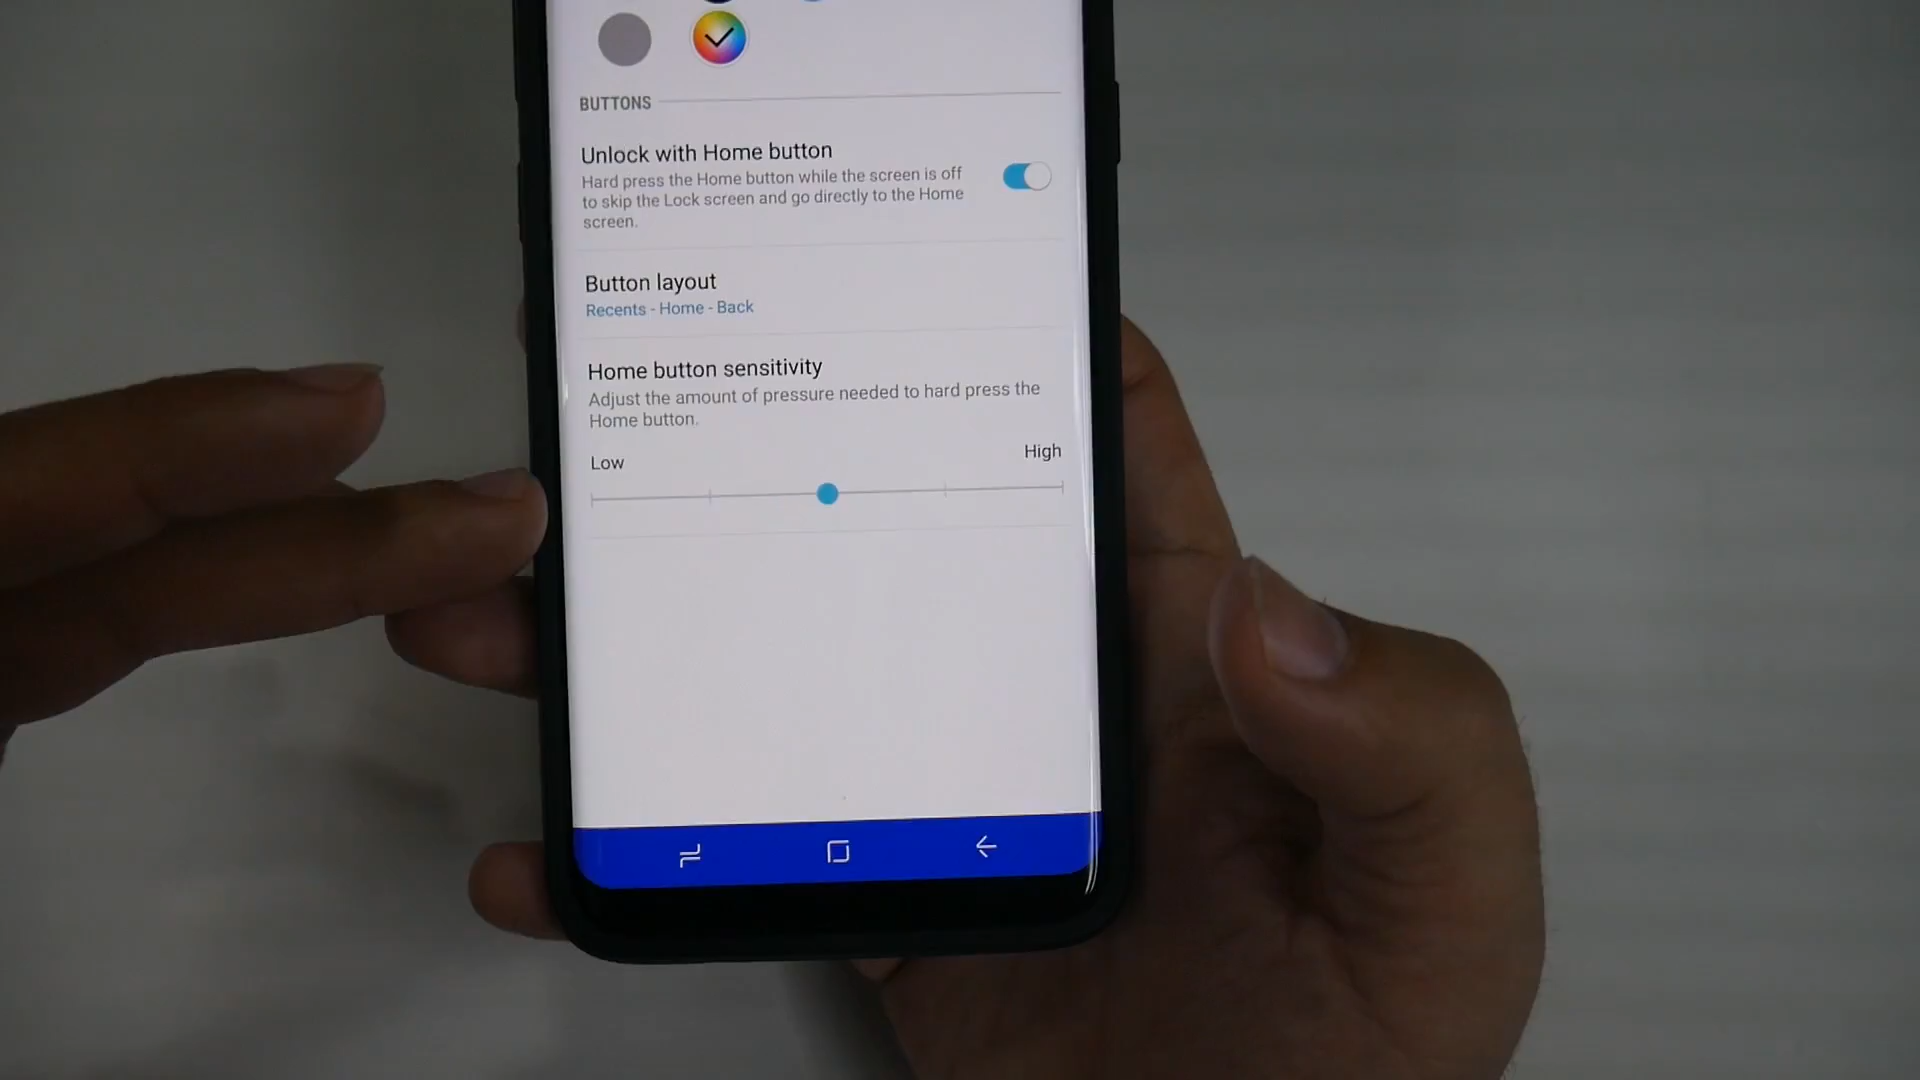 BUTTONS
Unlock with Home button
Hard press the Home button while the screen is off
to skip the Lock screen and go directly to the Home
screen.
Button layout
Recents - Home - Back
Home button sensitivity
Adjust the amount of pressure needed to hard press the
Home button.
Low
High